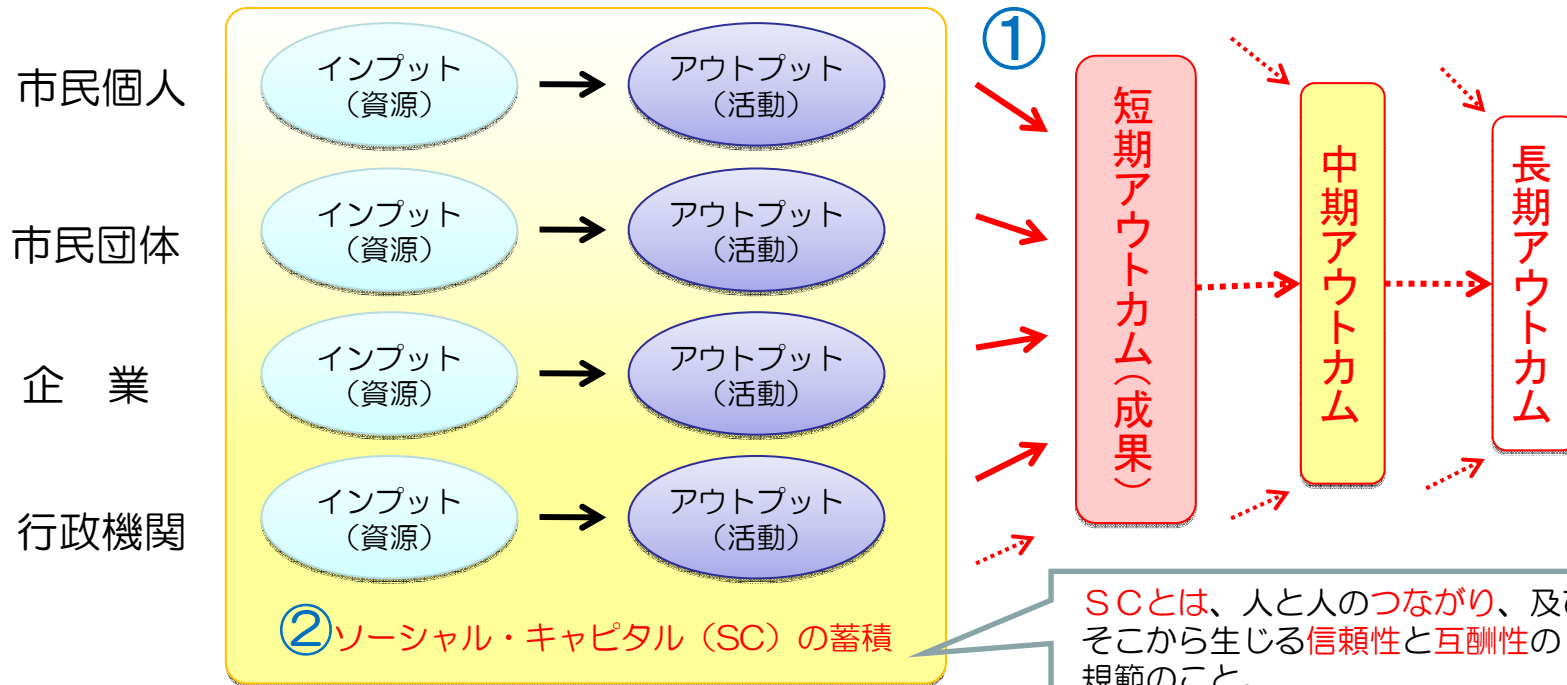 ①
市民個人
インプット
(資源)
アウトプット
(活動)
市民団体
インプット
(資源)
アウトプット
(活動)
企　業
インプット
(資源)
アウトプット
(活動)
行政機関
インプット
(資源)
アウトプット
(活動)
②ソーシャル・キャピタル（SC）の蓄積
短期アウトカム（成果）
中期アウトカム
長期アウトカム
ＳＣとは、人と人のつながり、及び
そこから生じる信頼性と互酬性の
規範のこと。